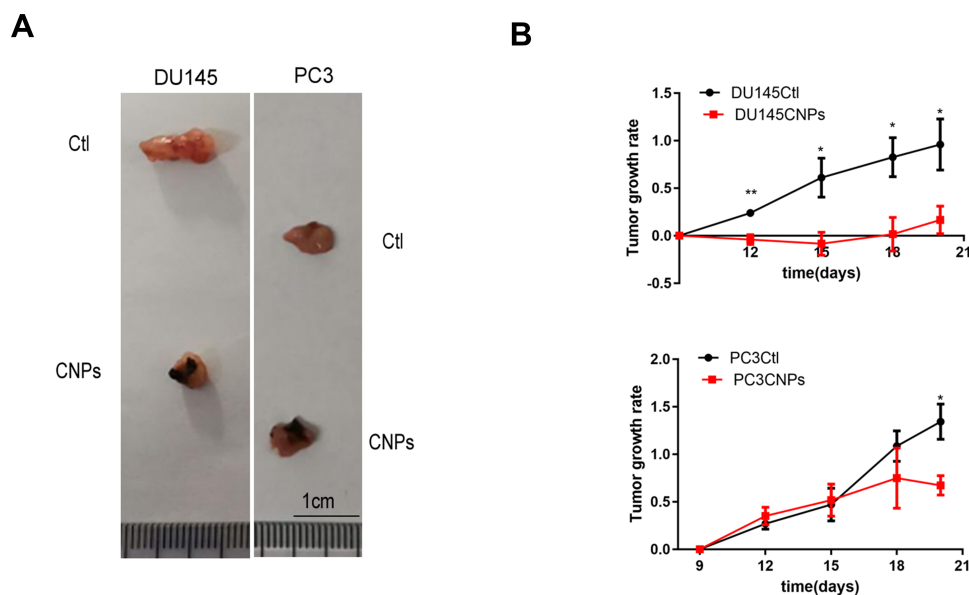 A
DU145
PC3
Ctl
Ctl
CNPs
CNPs
1cm
B
DU145Ctl
DU145CNPs
Tumor growth rate
1.5
1.0
0.5
0.0
-0.5
**
*
*
*
12
15
18
21
time(days)
PC3Ctl
PC3CNPs
Tumor growth rate
2.0
1.5
1.0
0.5
0.0
*
9
12
15
18
21
time(days)